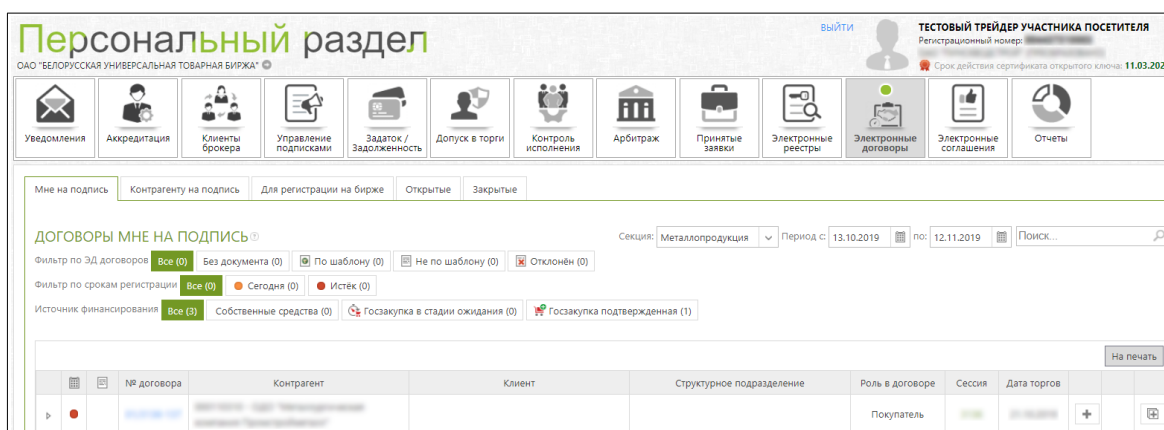 Персональный раздел
ОАО "БЕЛОРУССКАЯ УНИВЕРСАЛЬНАЯ ТОВАРНАЯ БИРЖА"
ВЫЙТИ
ТЕСТОВЫЙ ТРЕЙДЕР УЧАСТНИКА ПОСЕТИТЕЛЯ
Регистрационный номер:
Срок действия сертификата открытого ключа: 11.03.202
Уведомления
Аккредитация
Клиенты
брокера
Управление
подписками
Задаток /
Задолженность
Допуск в торги
Контроль
исполнения
Арбитраж
Принятые
заявки
Электронные
реестры
Электронные
договоры
Электронные
соглашения
Отчеты
Мне на подпись Контрагенту на подпись Для регистрации на бирже Открытые Закрытые
ДОГОВОРЫ МНЕ НА ПОДПИСЬ
Секция: Металлопродукция Период с: 13.10.2019 по: 12.11.2019 Поиск...
Фильтр по ЭД договоров Все (0) Без документа (0) По шаблону (0) Не по шаблону (0) Отклонён (0)
Фильтр по срокам регистрации Все (0) Сегодня (0) Истёк (0)
Источник финансирования Все (3) Собственные средства (0) Госзакупка в стадии ожидания (0) Госзакупка подтвержденная (1)
На печать
№ договора Контрагент Клиент Структурное подразделение Роль в договоре Сессия Дата торгов
Покупатель